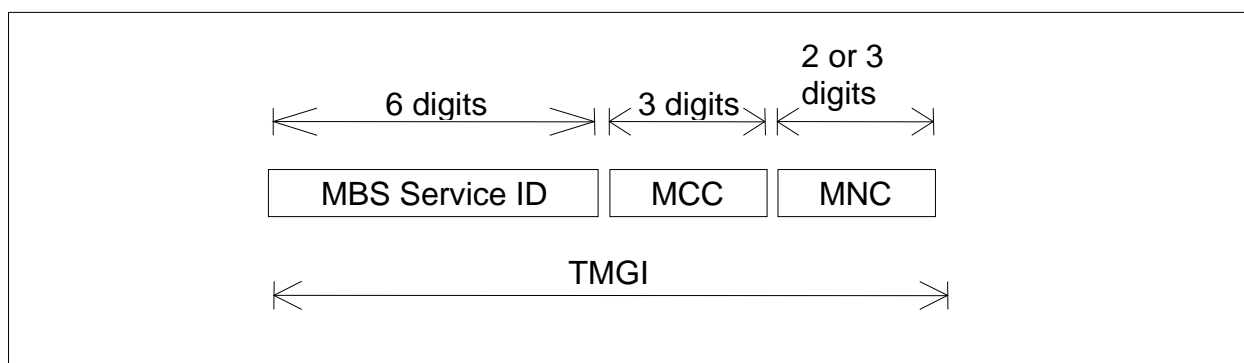 2 or 3
digits
6 digits
3 digits
MBS Service ID
MCC
MNC
TMGI